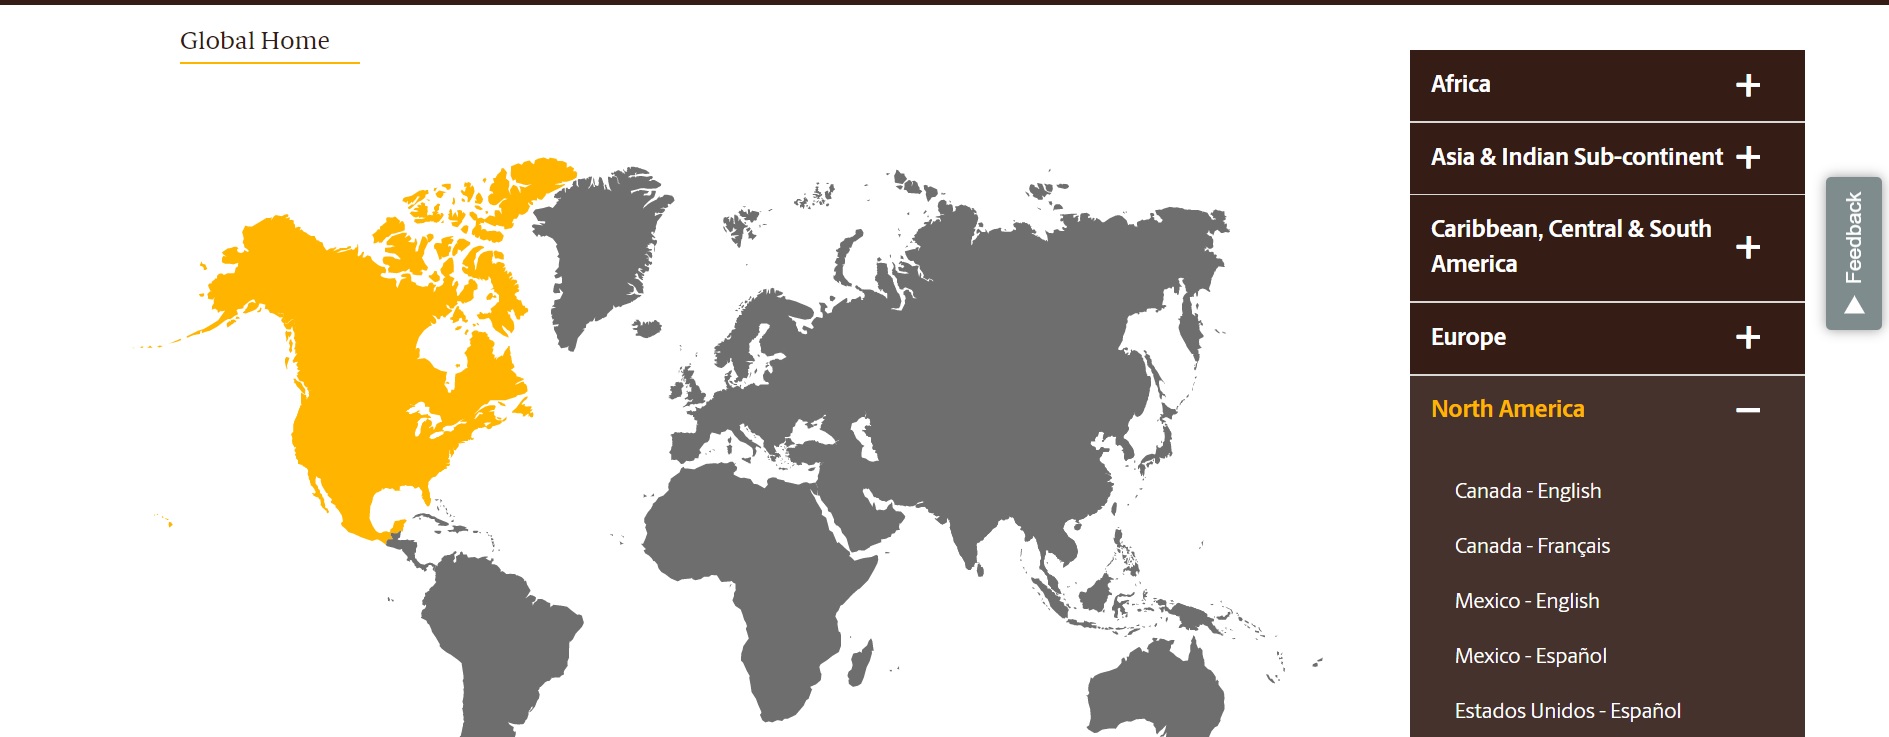 Global Home
Africa
Asia & Indian Sub-continent
Caribbean, Central & South
America
Europe
North America
Canada - English
Canada - Français
Mexico - English
Mexico - Español
Estados Unidos - Español
Feedback